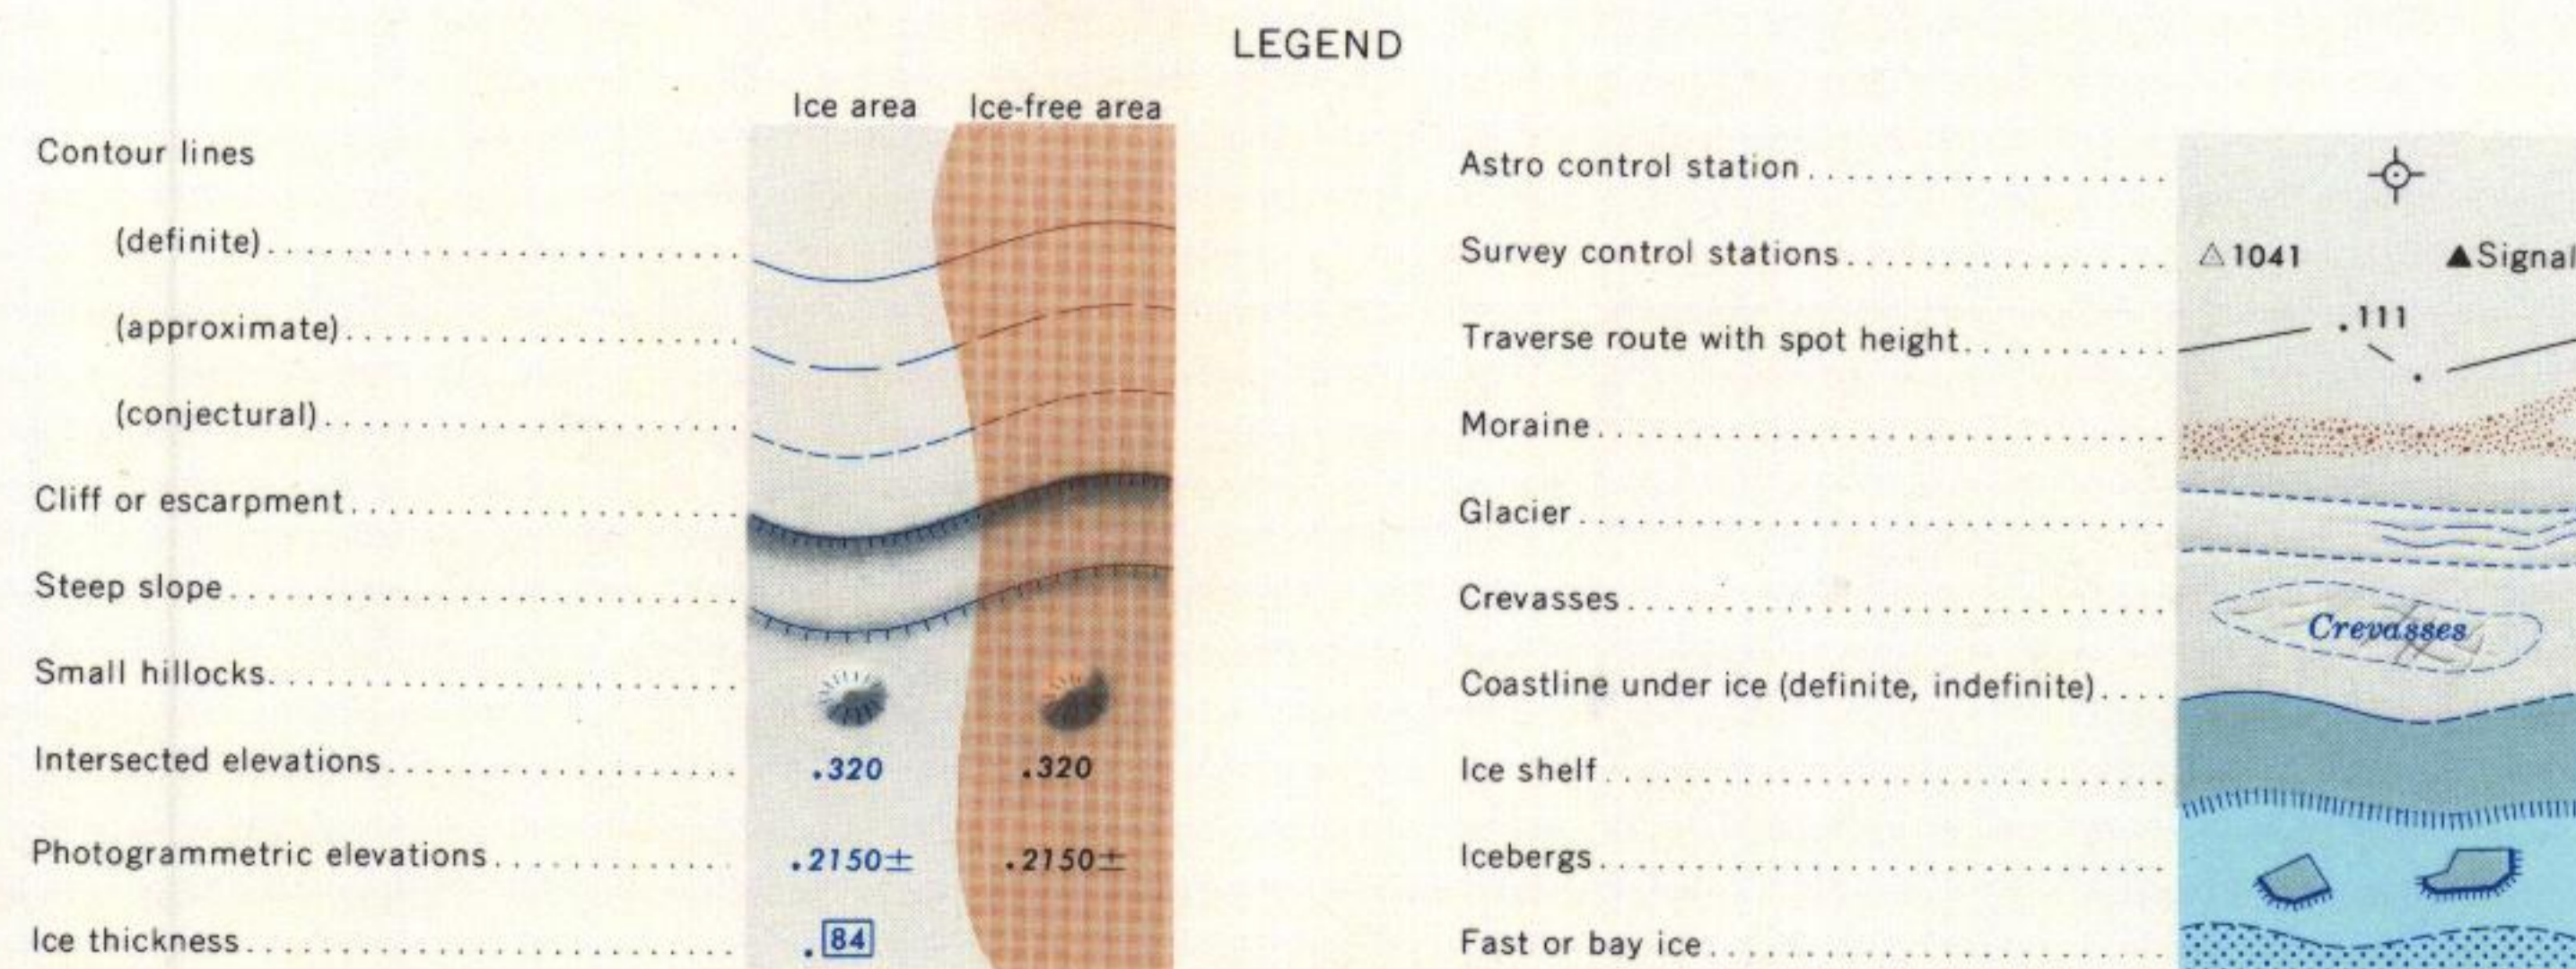 LEGEND
Ice area Ice-free area
Contour lines
(definite)
(approximate)
(conjectural)
Cliff or escarpment
Steep slope
Small hillocks
Intersected elevations .320 .320
Photogrammetric elevations .2150± .2150±
Ice thickness .84
Astro control station
Survey control stations 1041 Signal
Traverse route with spot height .111
Moraine
Glacier
Crevasses Crevasses
Coastline under ice (definite, indefinite)
Ice shelf
Icebergs
Fast or bay ice